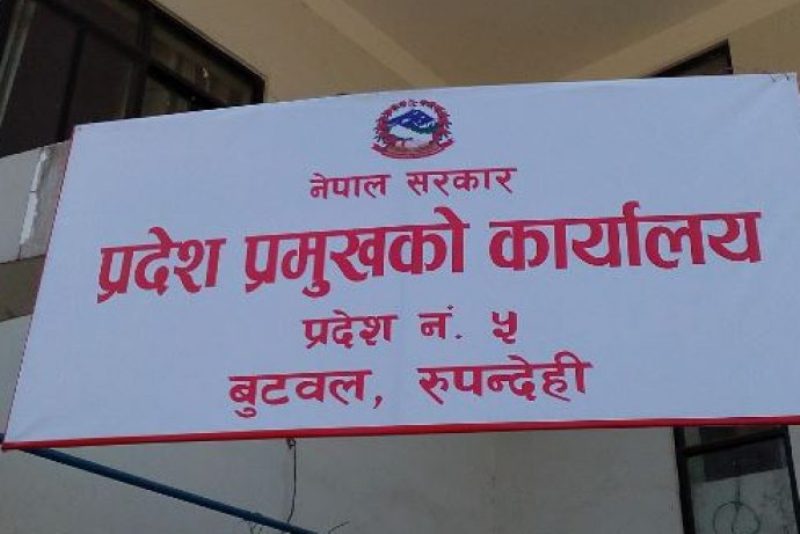 नेपाल सरकार
प्रदेश प्रमुखको कार्यालय
प्रदेश नं. ५
बुटवल, रुपन्देही